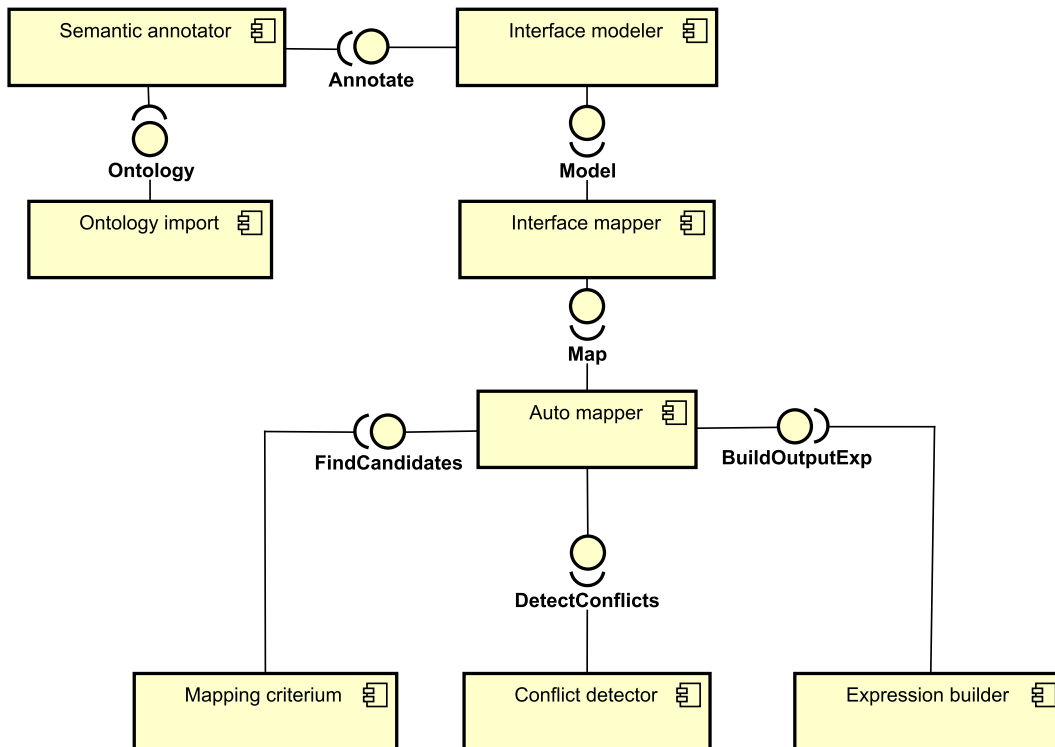 Semantic annotator
Interface modeler
Annotate
Ontology
Model
Ontology import
Interface mapper
Map
Auto mapper
FindCandidates
BuildOutputExp
DetectConflicts
Mapping criterium
Conflict detector
Expression builder